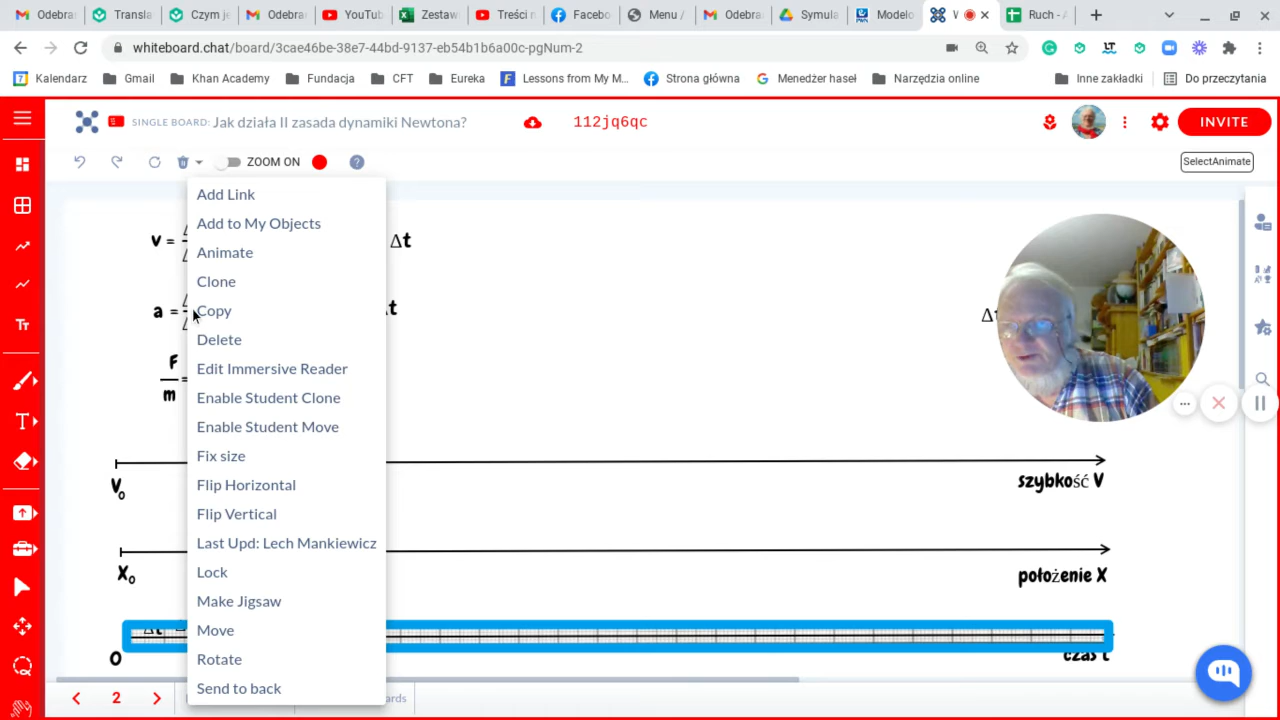 Odebran
Transla
Czym je
Odebran
YouTub
Zestaw
Treści n
Facebo
Menu /
Odebra
Symula
Modelo
Ruch - A
whiteboard.chat/board/3cae46be-38e7-44bd-9137-eb54b1b6a00c-pgNum-2
Kalendarz
Gmail
Khan Academy
Fundacja
CFT
Eureka
Lessons from My M...
Strona główna
Menedżer haseł
Narzędzia online
Inne zakładki
Do przeczytania
SINGLE BOARD: Jak działa II zasada dynamiki Newtona?
112jq6qc
INVITE
ZOOM ON
SelectAnimate
Add Link
Add to My Objects
Animate
Clone
Copy
Delete
Edit Immersive Reader
Enable Student Clone
Enable Student Move
Fix size
Flip Horizontal
Flip Vertical
Last Upd: Lech Mankiewicz
Lock
Make Jigsaw
Move
Rotate
Send to back
v =
Δt
a =
F
m
=
V₀
szybkość V
X₀
położenie X
0
czas t
2